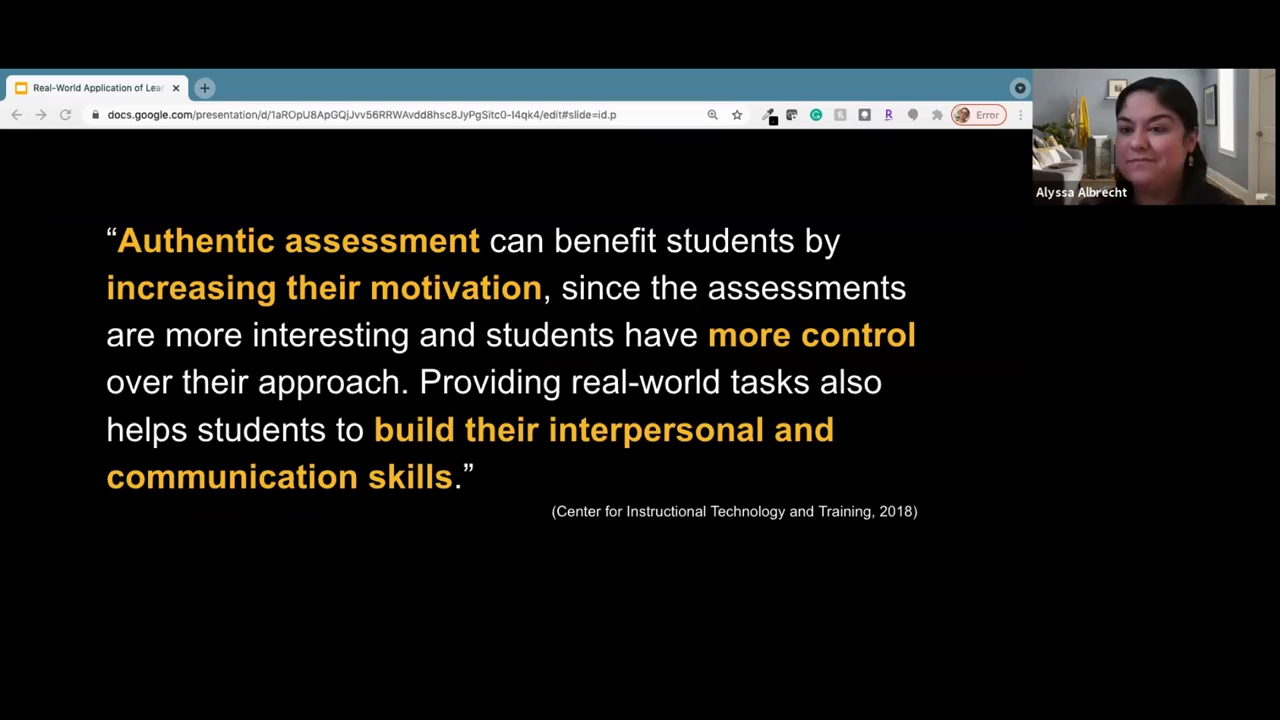 Real-World Application of Lear
docs.google.com/presentation/d/1aROpU8ApGQjJvv56RRWAvdd8hsc8JyPgSitc0-I4qk4/edit#slide=id.p
Error
Alyssa Albrecht
“Authentic assessment can benefit students by
increasing their motivation, since the assessments
are more interesting and students have more control
over their approach. Providing real-world tasks also
helps students to build their interpersonal and
communication skills.”
(Center for Instructional Technology and Training, 2018)